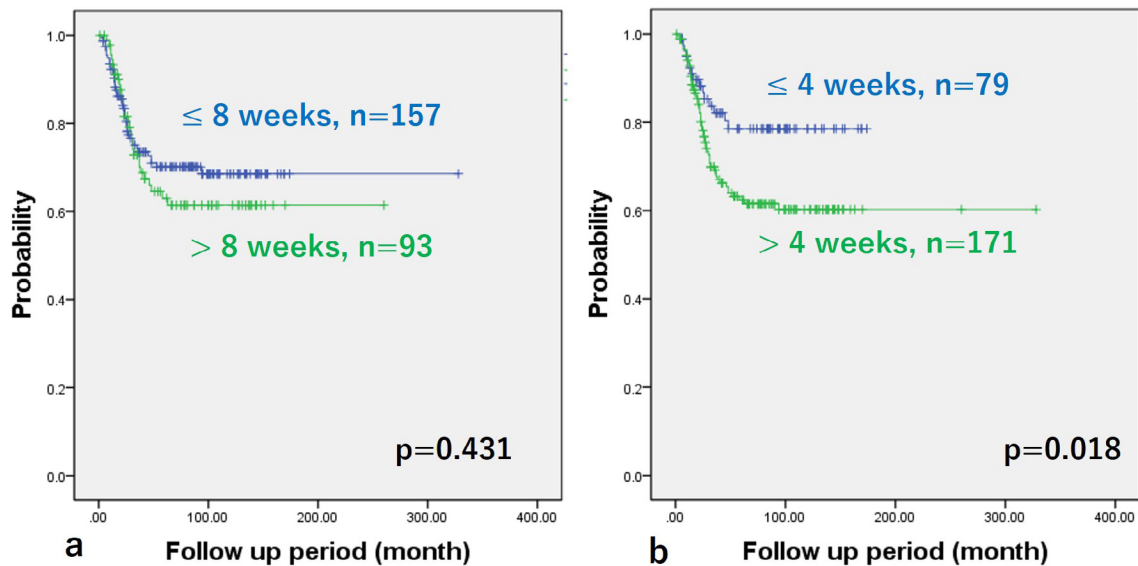 1.0
0.8
0.6
0.4
0.2
0.0
Probability
≤ 8 weeks, n=157
> 8 weeks, n=93
p=0.431
.00 100.00 200.00 300.00 400.00
a
Follow up period (month)
1.0
0.8
0.6
0.4
0.2
0.0
Probability
≤ 4 weeks, n=79
> 4 weeks, n=171
p=0.018
.00 100.00 200.00 300.00 400.00
b
Follow up period (month)